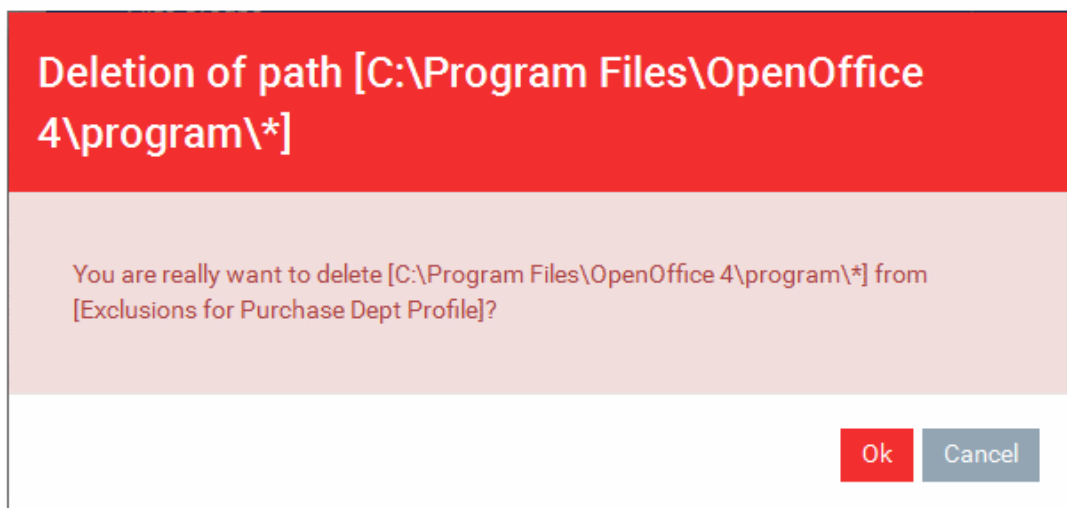 Deletion of path [C:\Program Files\OpenOffice
4\program\*]
You are really want to delete [C:\Program Files\OpenOffice 4\program\*] from
[Exclusions for Purchase Dept Profile]?
Ok Cancel